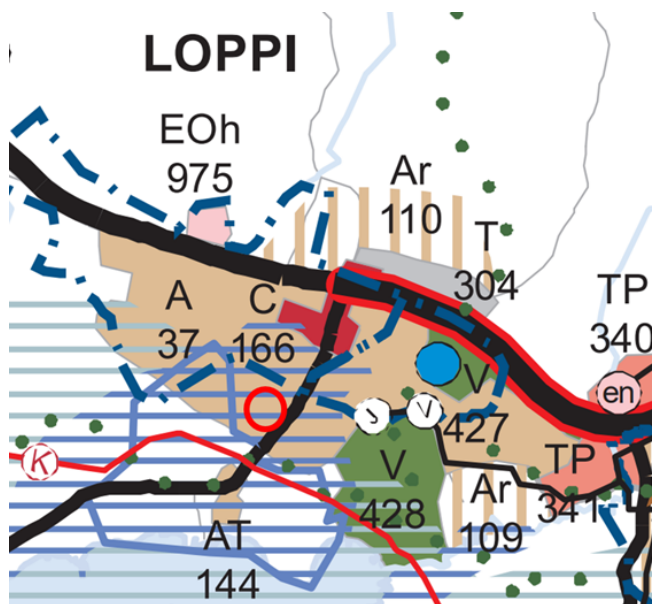 LOPPI
EOh
975
Ar
110
T
304
TP
340
A
37
C
166
en
V
427
J
V
K
V
428
TP
341
Ar
109
AT
144